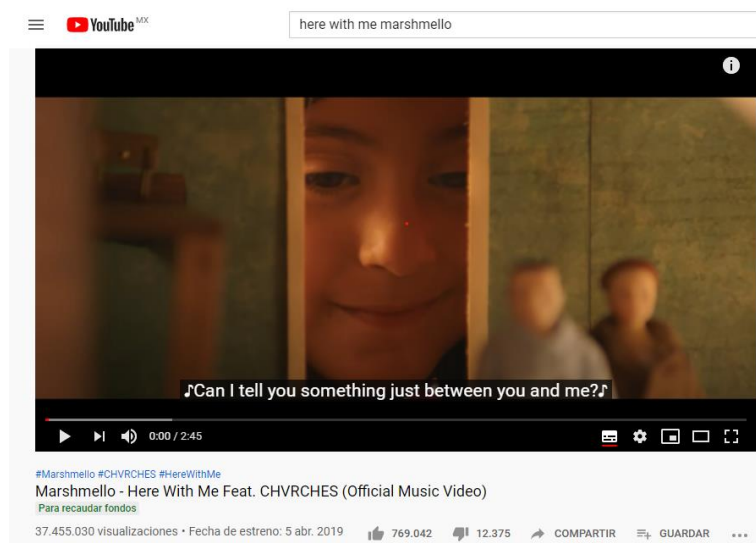 YouTube MX
here with me marshmello
♪Can I tell you something just between you and me?♪
0:00 / 2:45
#Marshmello #CHVRCHES #HereWithMe
Marshmello - Here With Me Feat. CHVRCHES (Official Music Video)
Para recaudar fondos
37.455.030 visualizaciones • Fecha de estreno: 5 abr. 2019 769.042 12.375 COMPARTIR GUARDAR